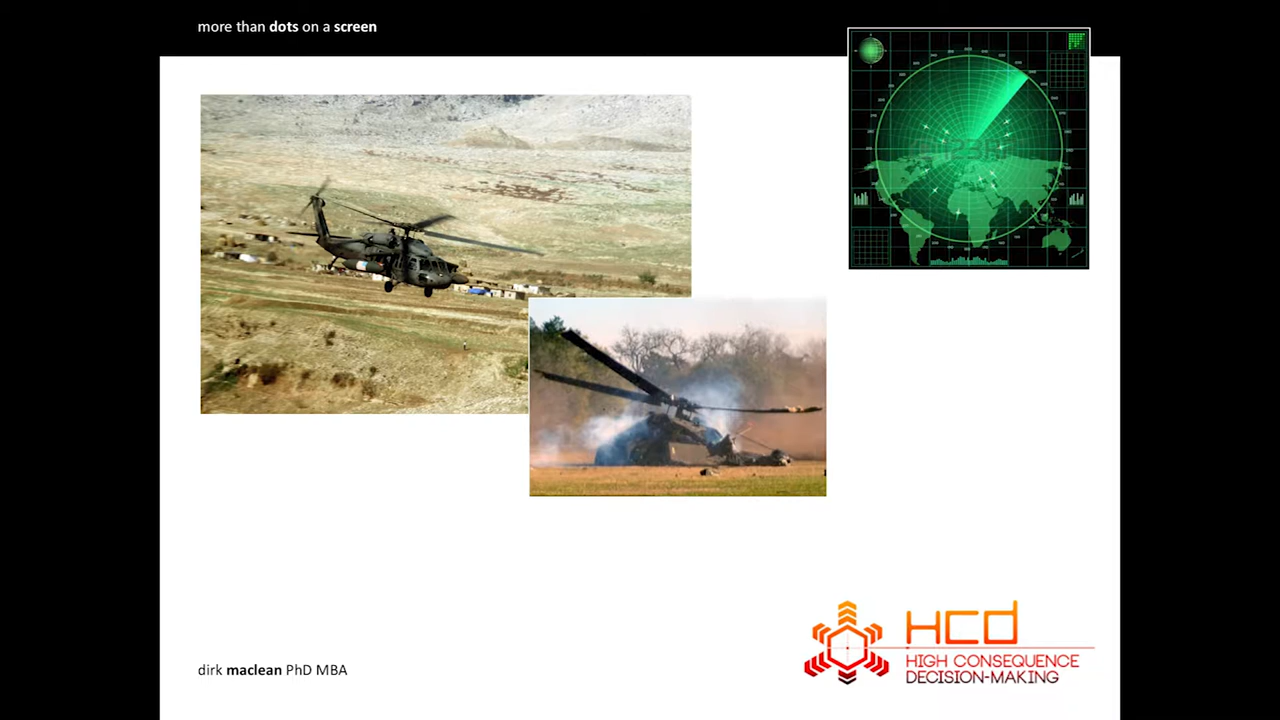 more than dots on a screen
HCD
HIGH CONSEQUENCE
DECISION-MAKING
dirk maclean PhD MBA